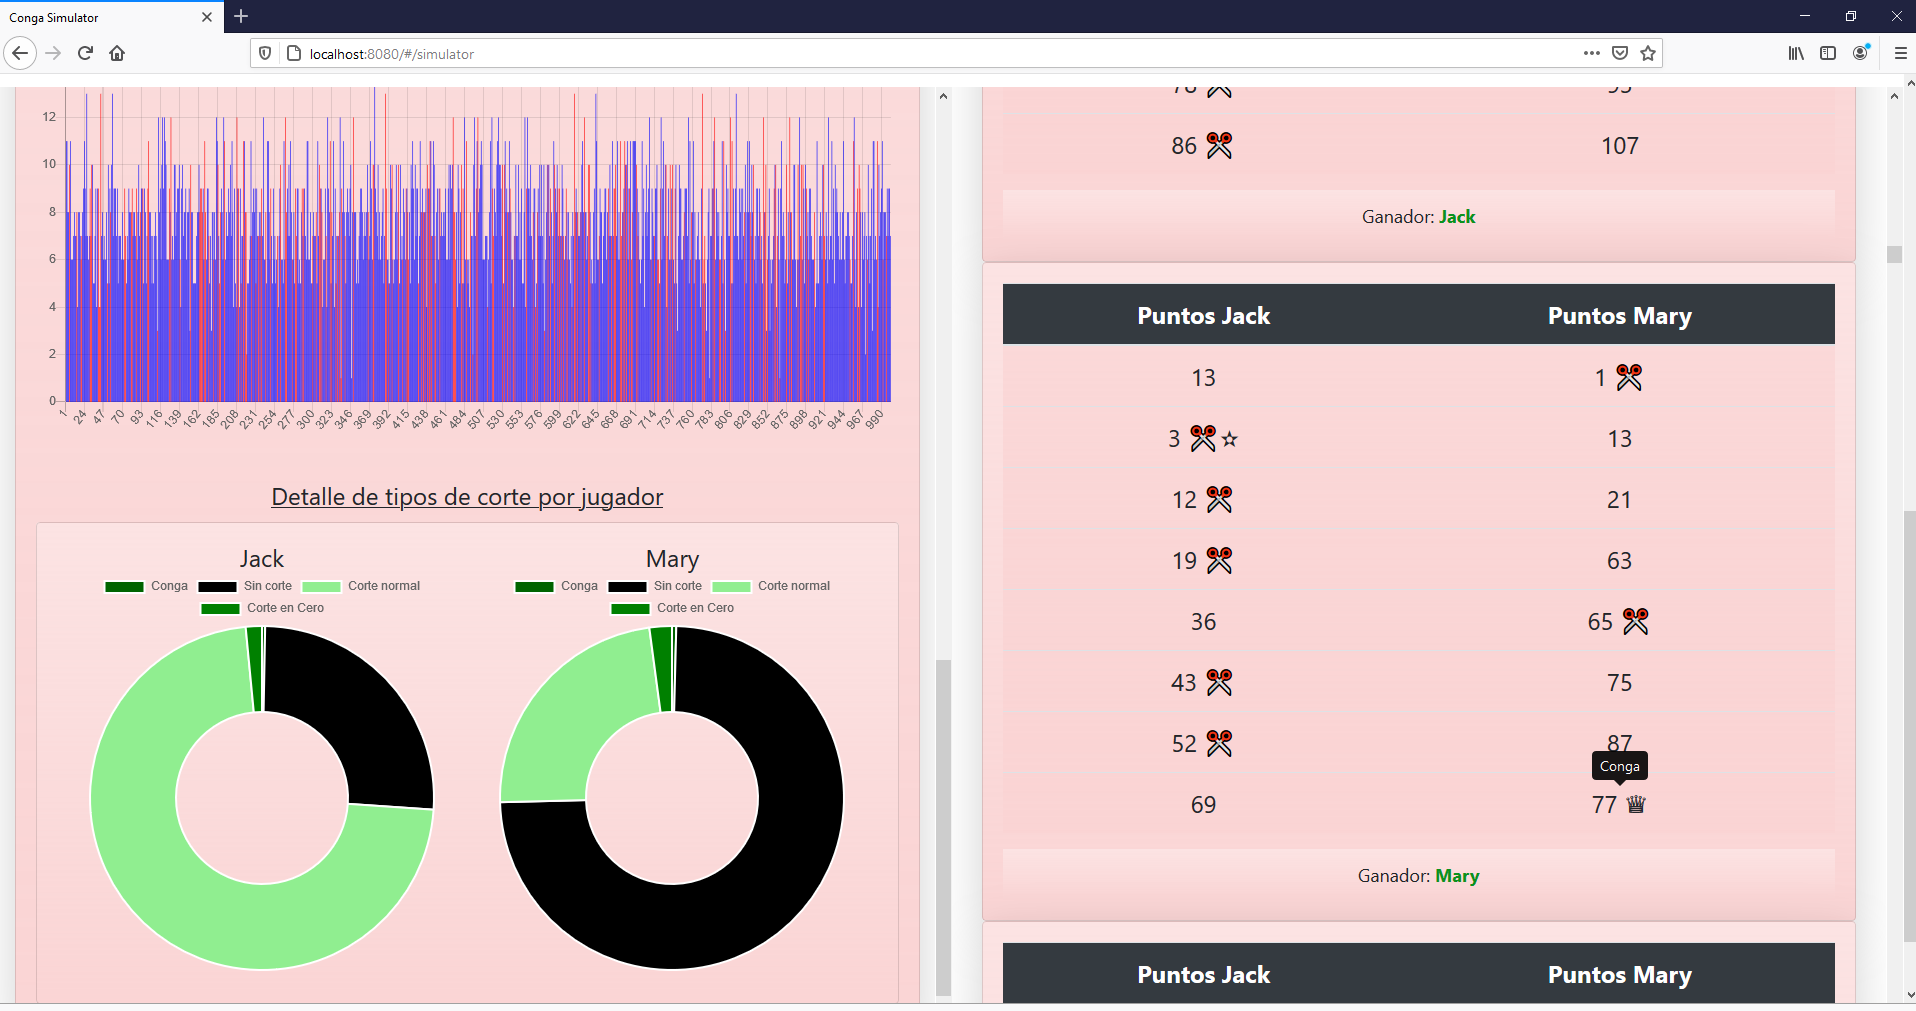 Conga Simulator
localhost:8080/#/simulator
12
10
8
6
4
2
0
1 24 47 70 93 116 139 162 185 208 231 254 277 300 323 346 369 392 415 438 461 484 507 530 553 576 599 622 645 668 691 714 737 760 783 806 829 852 875 898 921 944 967 990
Detalle de tipos de corte por jugador
Jack
Conga Sin corte Corte normal
Corte en Cero
Mary
Conga Sin corte Corte normal
Corte en Cero
86 107
Ganador: Jack
Puntos Jack Puntos Mary
13 1
3 ☆ 13
12 21
19 63
36 65
43 75
52 87
Conga
69 77 ♛
Ganador: Mary
Puntos Jack Puntos Mary